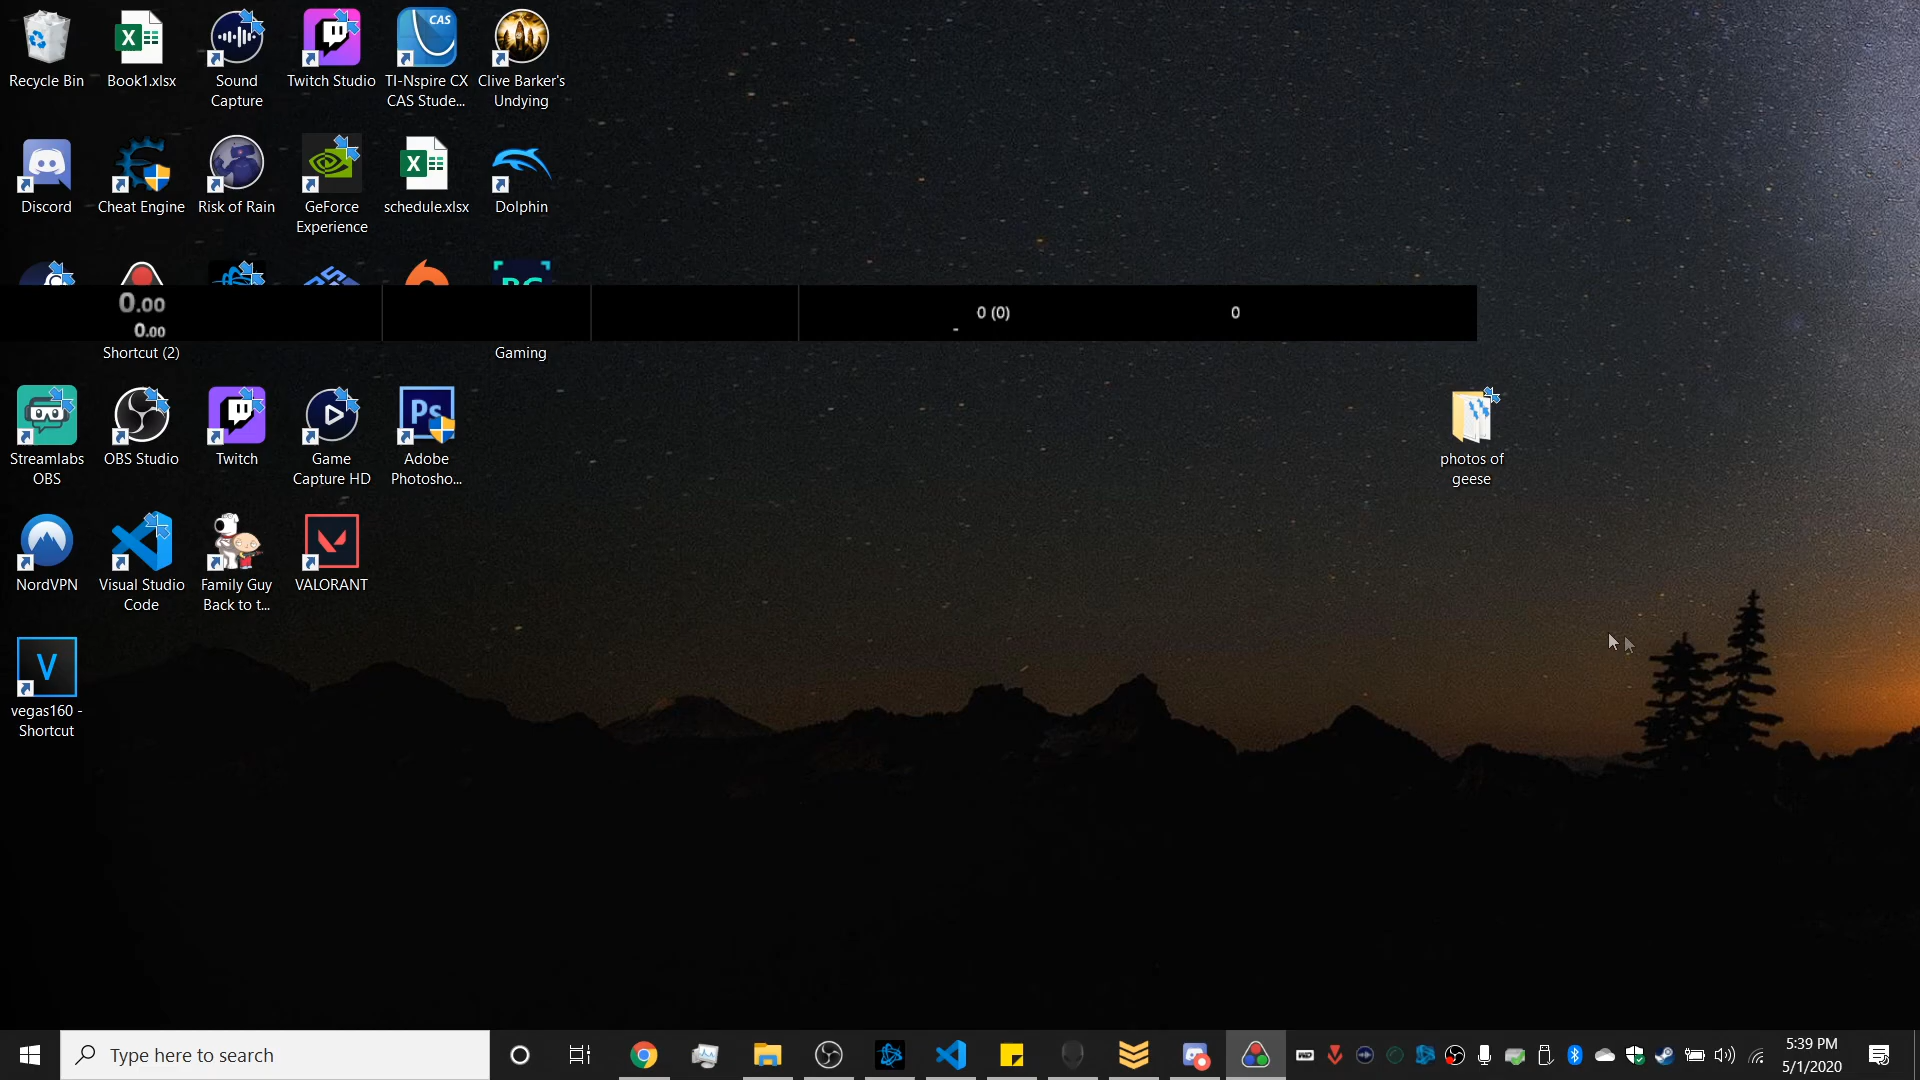 Recycle Bin
Book1.xlsx
Sound
Capture
Twitch Studio
TI-Nspire CX
CAS Stude...
CAS
Clive Barker's
Undying
Discord
Cheat Engine
Risk of Rain
GeForce
Experience
schedule.xlsx
Dolphin
0.00
0.00
0 (0)
-
0
Shortcut (2)
Gaming
Streamlabs
OBS
OBS Studio
Twitch
Game
Capture HD
Ps
Adobe
Photosho...
photos of
geese
NordVPN
Visual Studio
Code
Family Guy
Back to t...
VALORANT
V
vegas160 -
Shortcut
Type here to search
5:39 PM
5/1/2020